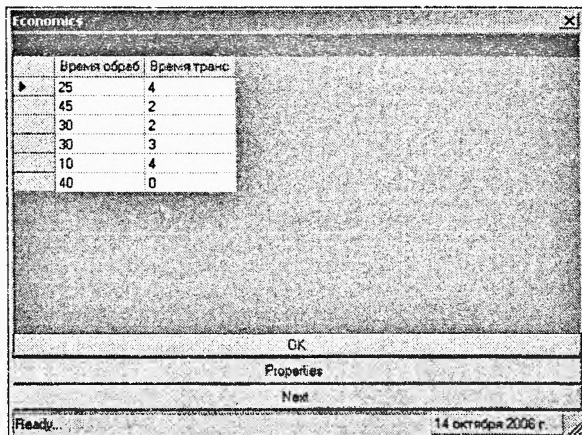 Economics
Время обраб Время транс
25 4
45 2
30 2
30 3
10 4
40 0
OK
Properties
Next
Ready... 14 октября 2006 г.